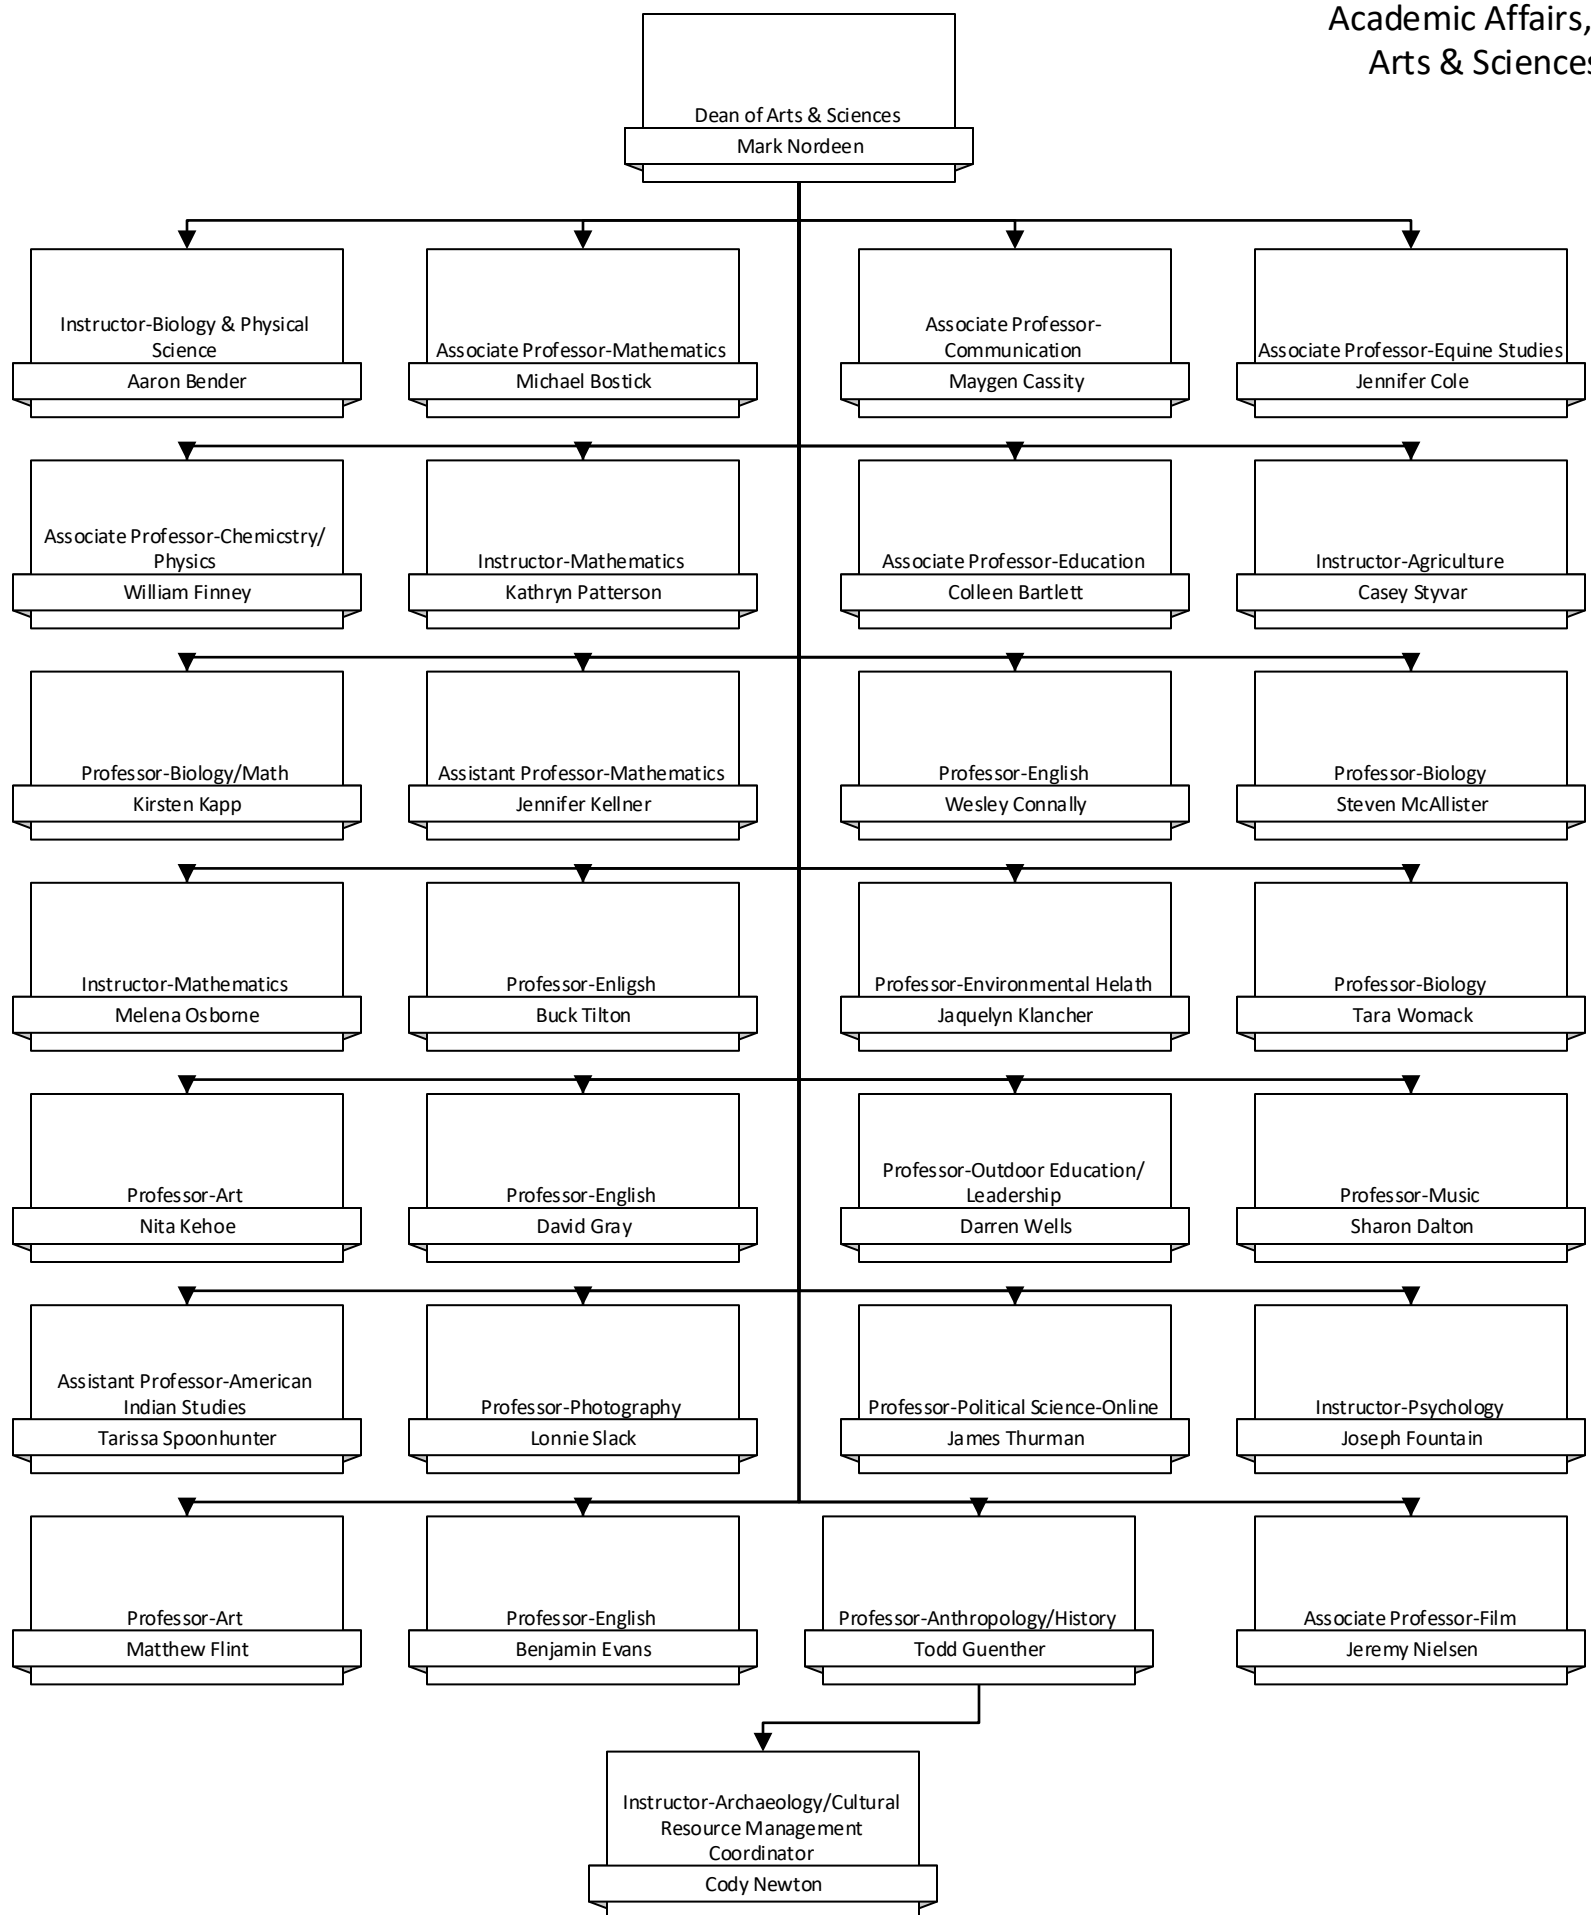 Academic Affairs,
Arts & Sciences
Dean of Arts & Sciences
Mark Nordeen
Instructor-Biology & Physical
Science
Aaron Bender
Associate Professor-Mathematics
Michael Bostick
Associate Professor-
Communication
Maygen Cassity
Associate Professor-Equine Studies
Jennifer Cole
Associate Professor-Chemicstry/
Physics
William Finney
Instructor-Mathematics
Kathryn Patterson
Associate Professor-Education
Colleen Bartlett
Instructor-Agriculture
Casey Styvar
Professor-Biology/Math
Kirsten Kapp
Assistant Professor-Mathematics
Jennifer Kellner
Professor-English
Wesley Connally
Professor-Biology
Steven McAllister
Instructor-Mathematics
Melena Osborne
Professor-Enligsh
Buck Tilton
Professor-Environmental Helath
Jaquelyn Klancher
Professor-Biology
Tara Womack
Professor-Art
Nita Kehoe
Professor-English
David Gray
Professor-Outdoor Education/
Leadership
Darren Wells
Professor-Music
Sharon Dalton
Assistant Professor-American
Indian Studies
Tarissa Spoonhunter
Professor-Photography
Lonnie Slack
Professor-Political Science-Online
James Thurman
Instructor-Psychology
Joseph Fountain
Professor-Art
Matthew Flint
Professor-English
Benjamin Evans
Professor-Anthropology/History
Todd Guenther
Associate Professor-Film
Jeremy Nielsen
Instructor-Archaeology/Cultural
Resource Management
Coordinator
Cody Newton